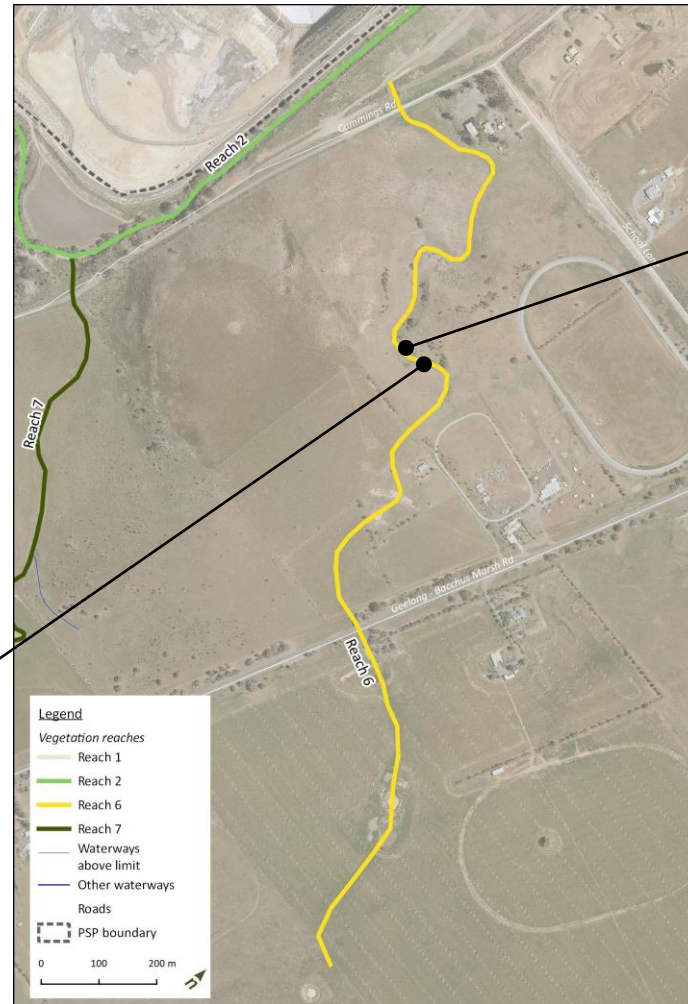 Cummings Rd
Reach 2
School Lane
Reach 7
Geelong - Bacchus Marsh Rd
Reach 6
Legend
Vegetation reaches
Reach 1
Reach 2
Reach 6
Reach 7
Waterways
above limit
Other waterways
Roads
PSP boundary
0 100 200 m
n